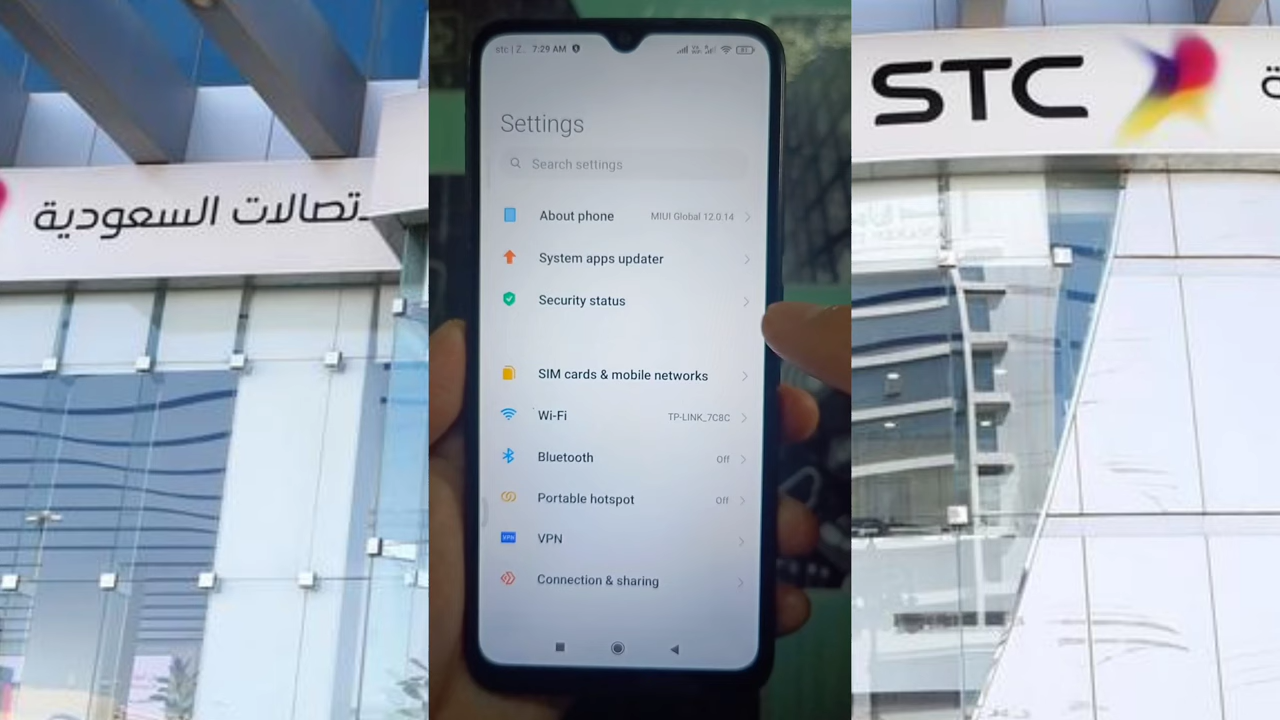 تصالات السعودية
stc | Z.. 7:29 AM
81
Settings
Search settings
About phone MIUI Global 12.0.14
System apps updater
Security status
SIM cards & mobile networks
Wi-Fi TP-LINK_7C8C
Bluetooth Off
Portable hotspot Off
VPN VPN
Connection & sharing
STC